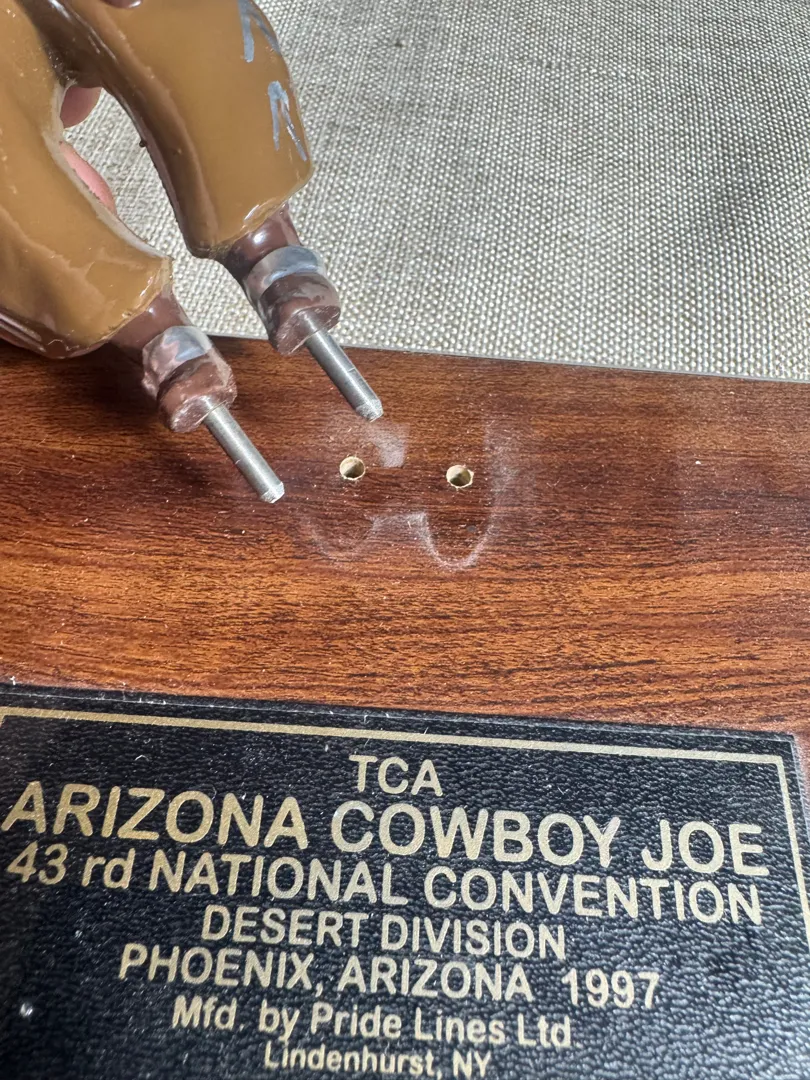 TCA
ARIZONA COWBOY JOE
43 rd NATIONAL CONVENTION
DESERT DIVISION
PHOENIX, ARIZONA 1997
Mfd. by Pride Lines Ltd.
Lindenhurst, NY